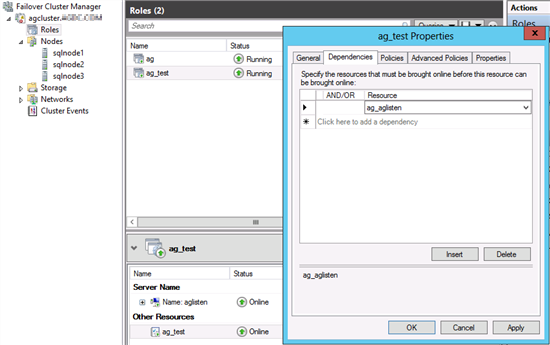 Failover Cluster Manager
agcluster.
Roles
Nodes
sqlnode1
sqlnode2
sqlnode3
Storage
Networks
Cluster Events
Roles (2)
Search
Queries
Name Status
ag Running
ag_test Running
ag_test
Name Status
Server Name
Name: aglisten Online
Other Resources
ag_test Online
Actions
Roles
ag_test Properties
General Dependencies Policies Advanced Policies Properties
Specify the resources that must be brought online before this resource can
be brought online:
AND/OR Resource
ag_aglisten
Click here to add a dependency
Insert Delete
ag_aglisten
OK Cancel Apply